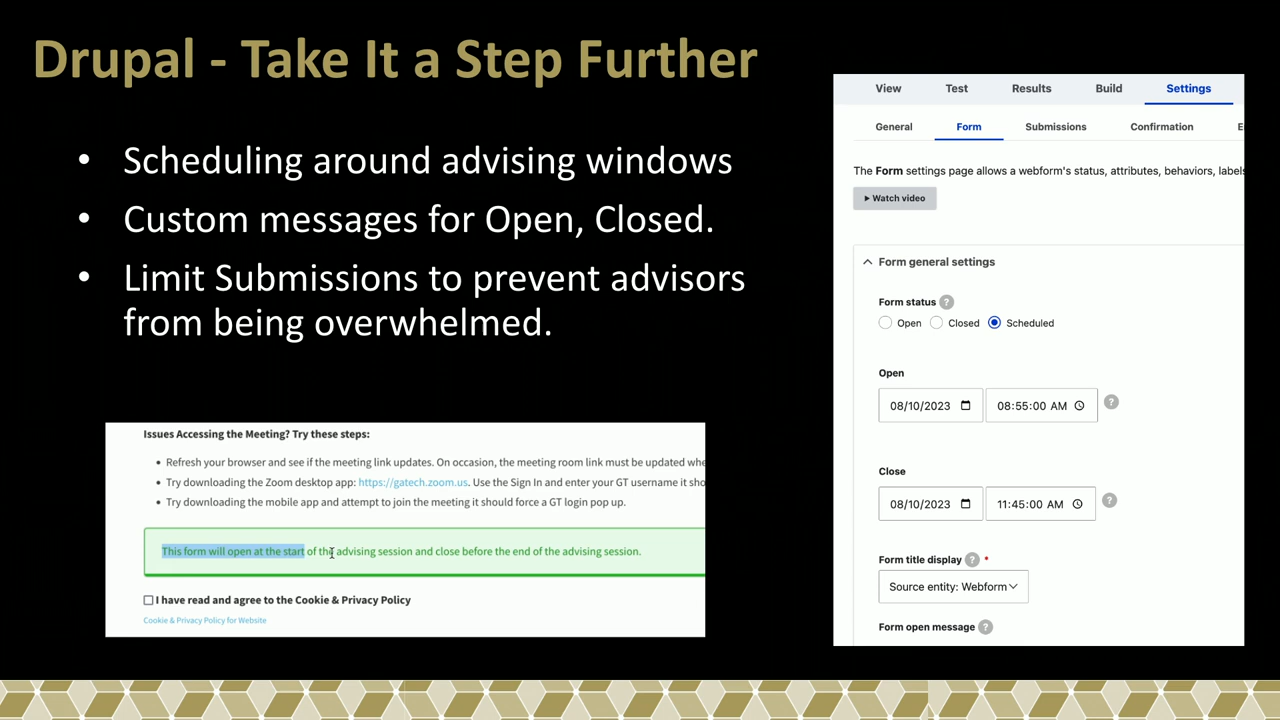 Drupal - Take It a Step Further
• Scheduling around advising windows
• Custom messages for Open, Closed.
• Limit Submissions to prevent advisors
from being overwhelmed.
Issues Accessing the Meeting? Try these steps:
• Refresh your browser and see if the meeting link updates. On occasion, the meeting room link must be updated whe
• Try downloading the Zoom desktop app: https://gatech.zoom.us. Use the Sign In and enter your GT username it sho
• Try downloading the mobile app and attempt to join the meeting it should force a GT login pop up.
This form will open at the start of the advising session and close before the end of the advising session.
I have read and agree to the Cookie & Privacy Policy
Cookie & Privacy Policy for Website
View Test Results Build Settings
General Form Submissions Confirmation E
The Form settings page allows a webform's status, attributes, behaviors, labels
Watch video
Form general settings
Form status ?
Open Closed Scheduled
Open
08/10/2023 08:55:00 AM ?
Close
08/10/2023 11:45:00 AM ?
Form title display ? *
Source entity: Webform
Form open message ?